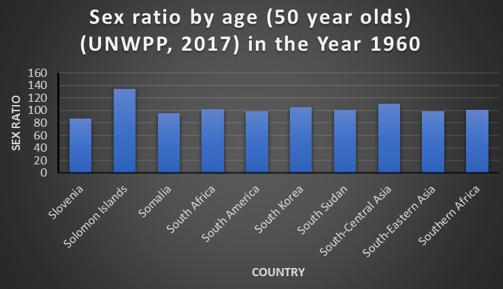 Sex ratio by age (50 year olds)
(UNWPP, 2017) in the Year 1960
160
140
120
100
80
60
40
20
0
SEX RATIO
Slovenia
Solomon Islands
Somalia
South Africa
South America
South Korea
South Sudan
South-Central Asia
South-Eastern Asia
Southern Africa
COUNTRY